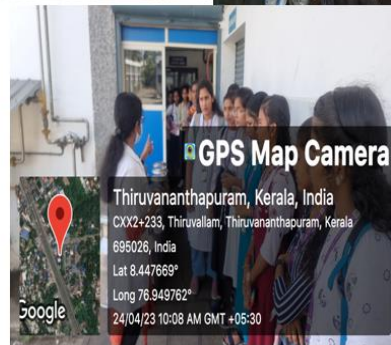 GPS Map Camera
Thiruvananthapuram, Kerala, India
CXX2+233, Thiruvallam, Thiruvananthapuram, Kerala
695026, India
Lat 8.447669°
Long 76.949762°
24/04/23 10:08 AM GMT +05:30
Google